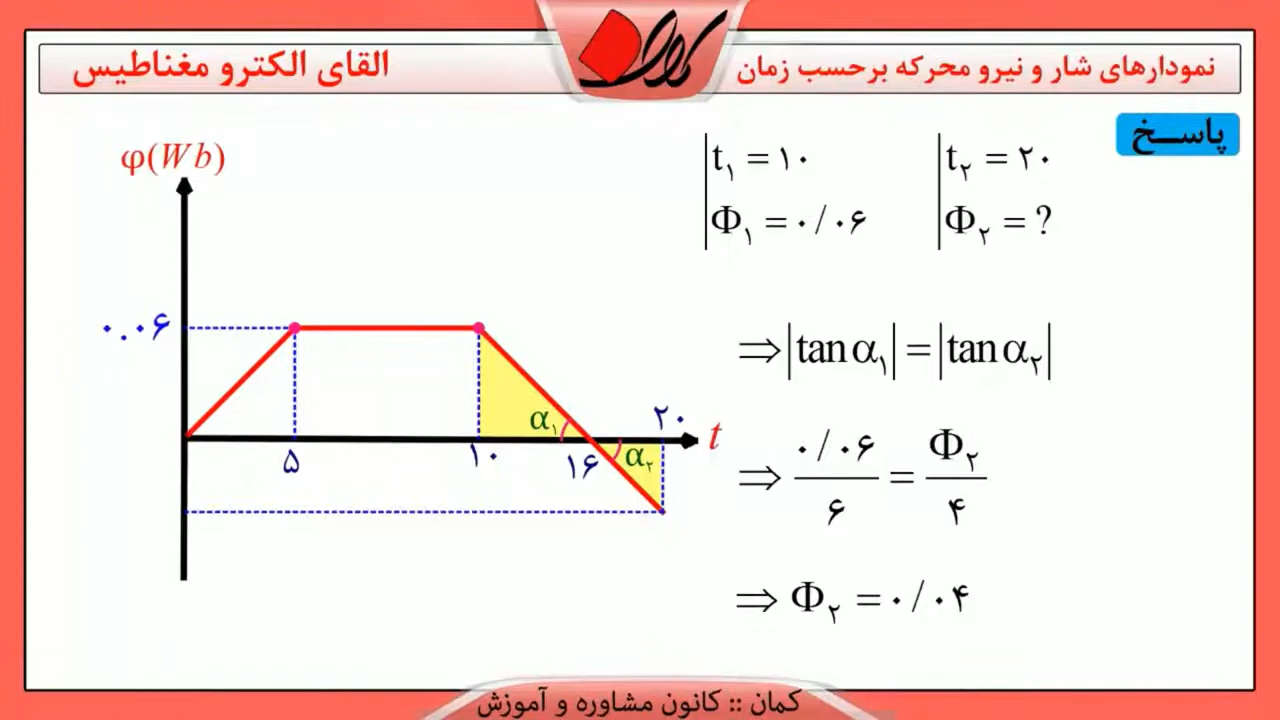 نمودارهای شار و نیرو محرکه برحسب زمان
کمان
القای الکترو مغناطیس
پاسخ
φ(Wb)
۰.۰۶
۵
۱۰
۱۶
۲۰
t
α۱
α۲
t۱ = ۱۰
Φ۱ = ۰/۰۶
t۲ = ۲۰
Φ۲ = ?
⇒ |tan α۱| = |tan α۲|
⇒ ۰/۰۶ / ۶ = Φ۲ / ۴
⇒ Φ۲ = ۰/۰۴
کمان :: کانون مشاوره و آموزش